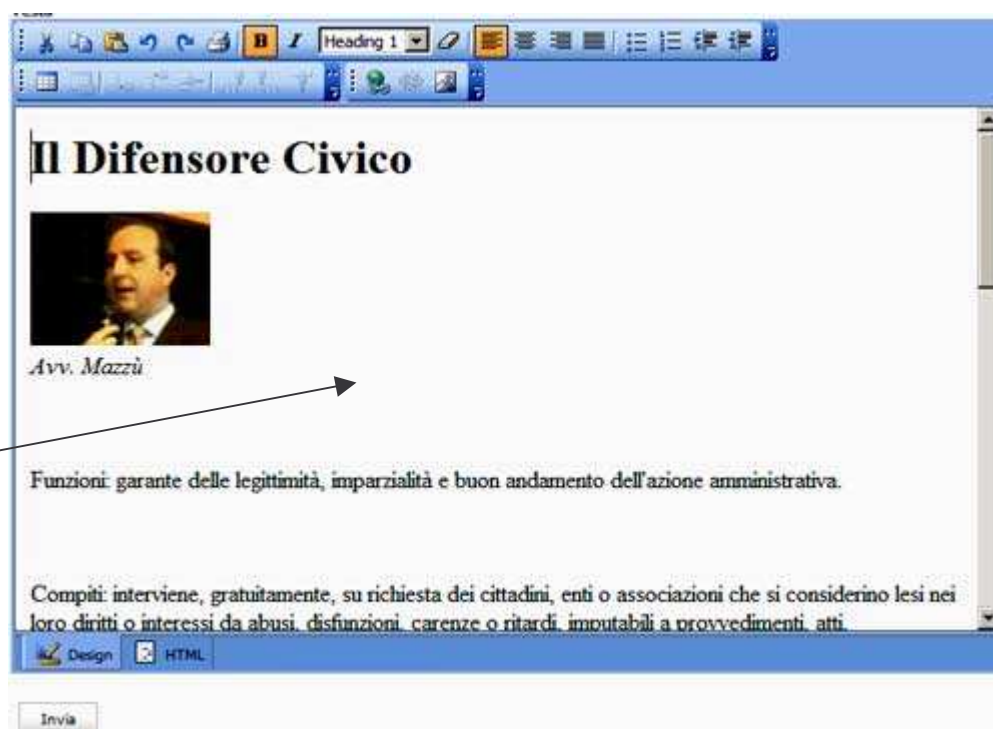 Testo
B I Heading 1
Il Difensore Civico
Avv. Mazzù
Funzioni: garante delle legittimità, imparzialità e buon andamento dell'azione amministrativa.
Compiti: interviene, gratuitamente, su richiesta dei cittadini, enti o associazioni che si considerino lesi nei
loro diritti o interessi da abusi, disfunzioni, carenze o ritardi, imputabili a provvedimenti, atti,
Design HTML
Invia